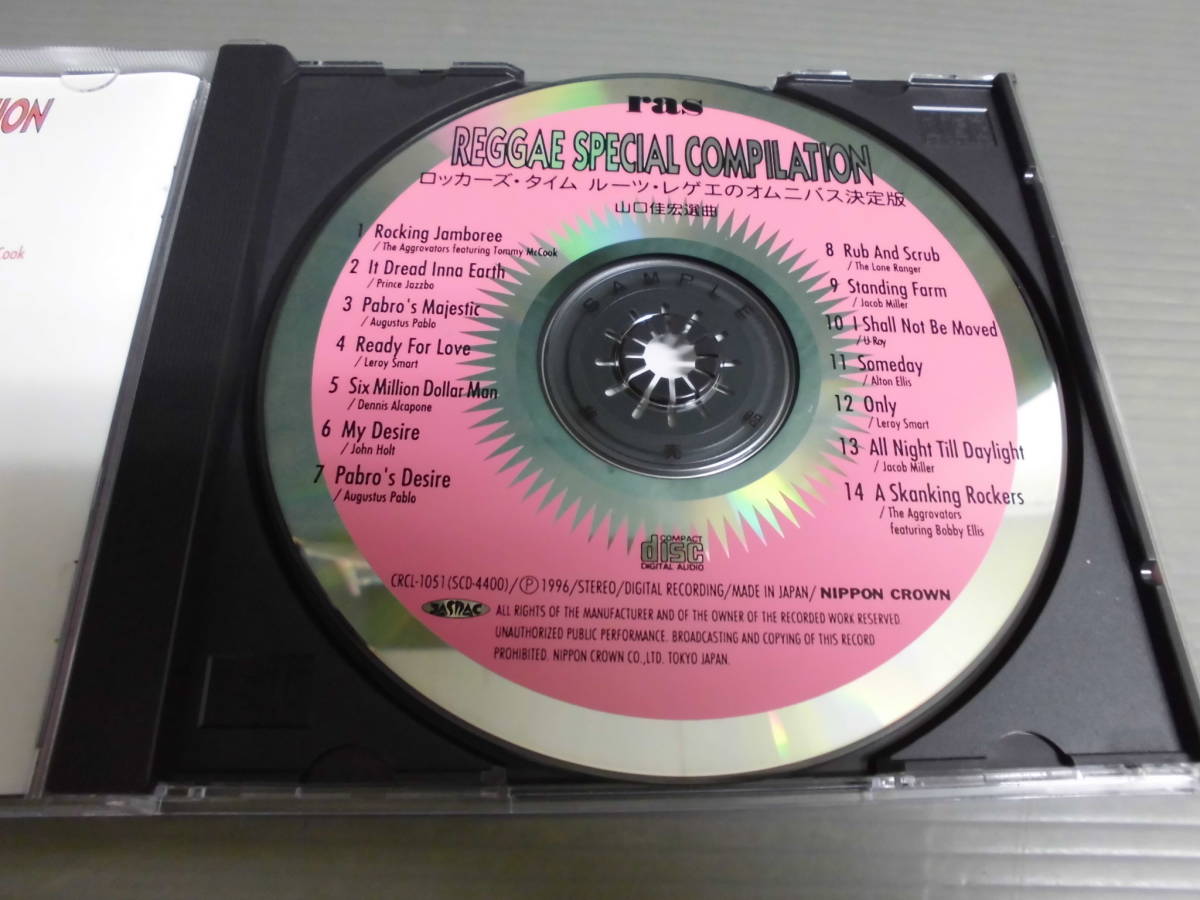 TION
Cook
ras
REGGAE SPECIAL COMPILATION
ロッカーズ・タイム ルーツ・レゲエのオムニバス決定版
山口佳宏選曲
1 Rocking Jamboree
/ The Aggrovators featuring Tommy McCook
2 It Dread Inna Earth
/ Prince Jazzbo
3 Pabro's Majestic
/ Augustus Pablo
4 Ready For Love
/ Leroy Smart
5 Six Million Dollar Man
/ Dennis Alcapone
6 My Desire
/ John Holt
7 Pabro's Desire
/ Augustus Pablo
8 Rub And Scrub
/ The Lone Ranger
9 Standing Farm
/ Jacob Miller
10 I Shall Not Be Moved
/ U-Roy
11 Someday
/ Alton Ellis
12 Only
/ Leroy Smart
13 All Night Till Daylight
/ Jacob Miller
14 A Skanking Rockers
/ The Aggrovators
featuring Bobby Ellis
SAMPLE
COMPACT
disc
DIGITAL AUDIO
CRCL-1051(SCD-4400)/Ⓟ1996/STEREO/DIGITAL RECORDING/MADE IN JAPAN/ NIPPON CROWN
JASRAC
ALL RIGHTS OF THE MANUFACTURER AND OF THE OWNER OF THE RECORDED WORK RESERVED.
UNAUTHORIZED PUBLIC PERFORMANCE. BROADCASTING AND COPYING OF THIS RECORD
PROHIBITED. NIPPON CROWN CO.,LTD. TOKYO JAPAN.